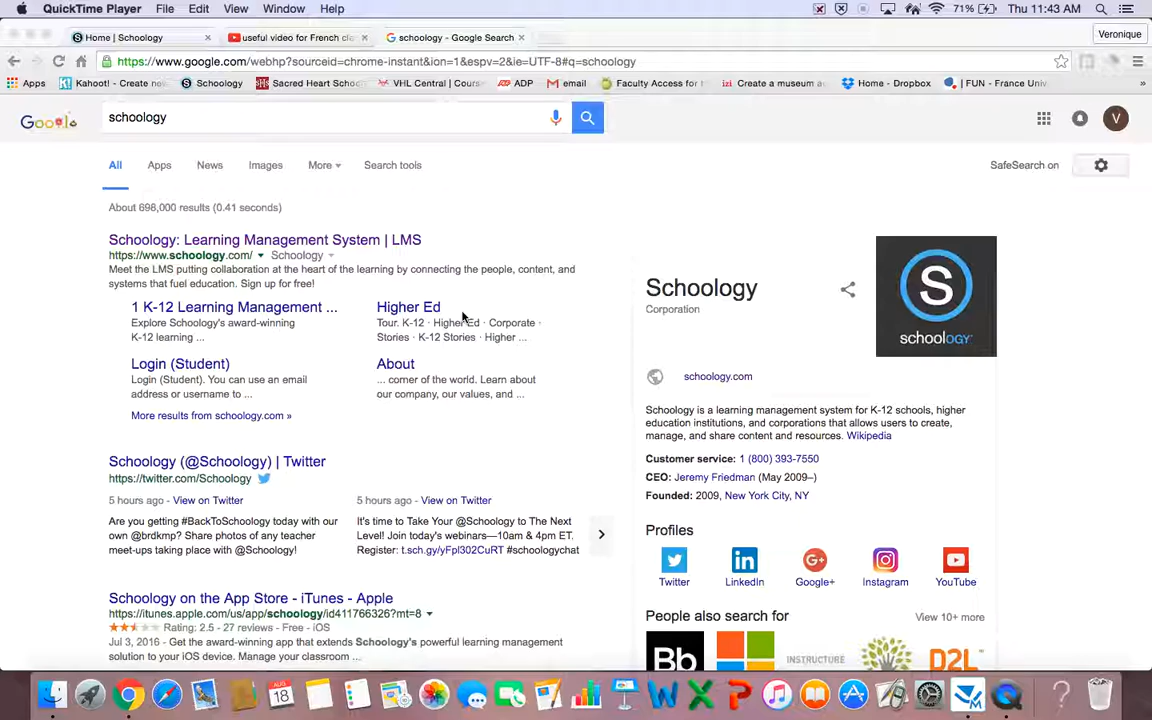 QuickTime Player File Edit View Window Help 71% Thu 11:43 AM
Home | Schoology × useful video for French cla × schoology - Google Search × Veronique
https://www.google.com/webhp?sourceid=chrome-instant&ion=1&espv=2&ie=UTF-8#q=schoology
Apps Kahoot! - Create new Schoology Sacred Heart Scho VHL Central | Cours ADP email Faculty Access for izi Create a museum au Home - Dropbox | FUN - France Univ »
Google schoology V
All Apps News Images More Search tools SafeSearch on
About 698,000 results (0.41 seconds)
Schoology: Learning Management System | LMS
https://www.schoology.com/ Schoology
Meet the LMS putting collaboration at the heart of the learning by connecting the people, content, and
systems that fuel education. Sign up for free!
1 K-12 Learning Management ...
Explore Schoology's award-winning
K-12 learning ...
Higher Ed
Tour. K-12 · Higher Ed · Corporate ·
Stories · K-12 Stories · Higher ...
Login (Student)
Login (Student). You can use an email
address or username to ...
About
... corner of the world. Learn about
our company, our values, and ...
More results from schoology.com »
Schoology (@Schoology) | Twitter
https://twitter.com/Schoology
5 hours ago - View on Twitter
Are you getting #BackToSchoology today with our
own @brdkmp? Share photos of any teacher
meet-ups taking place with @Schoology!
5 hours ago - View on Twitter
It's time to Take Your @Schoology to The Next
Level! Join today's webinars—10am & 4pm ET.
Register: t.sch.gy/yFpl302CuRT #schoologychat
Schoology on the App Store - iTunes - Apple
https://itunes.apple.com/us/app/schoology/id411766326?mt=8
Rating: 2.5 - 27 reviews - Free - iOS
Jul 3, 2016 - Get the award-winning app that extends Schoology's powerful learning management
solution to your iOS device. Manage your classroom ...
Schoology
Corporation
S
schoology
schoology.com
Schoology is a learning management system for K-12 schools, higher
education institutions, and corporations that allows users to create,
manage, and share content and resources. Wikipedia
Customer service: 1 (800) 393-7550
CEO: Jeremy Friedman (May 2009–)
Founded: 2009, New York City, NY
Profiles
Twitter LinkedIn Google+ Instagram YouTube
People also search for View 10+ more
Bb INSTRUCTURE D2L
AUG 18